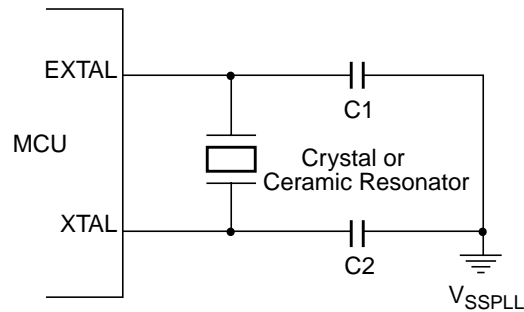 EXTAL
C1
MCU
Crystal or
Ceramic Resonator
XTAL
C2
VSSPLL